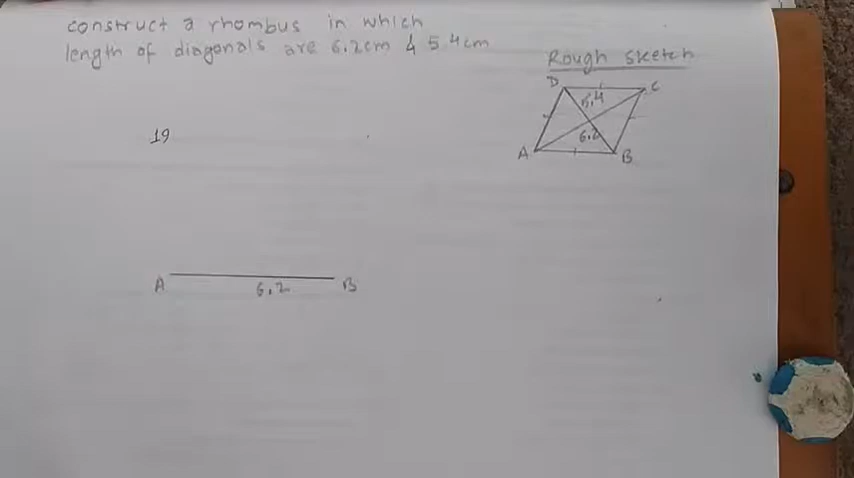 construct a rhombus in which
length of diagonals are 6.2cm & 5.4cm
Rough sketch
D
C
5.4
6.2
A
B
19
A
6.2
B